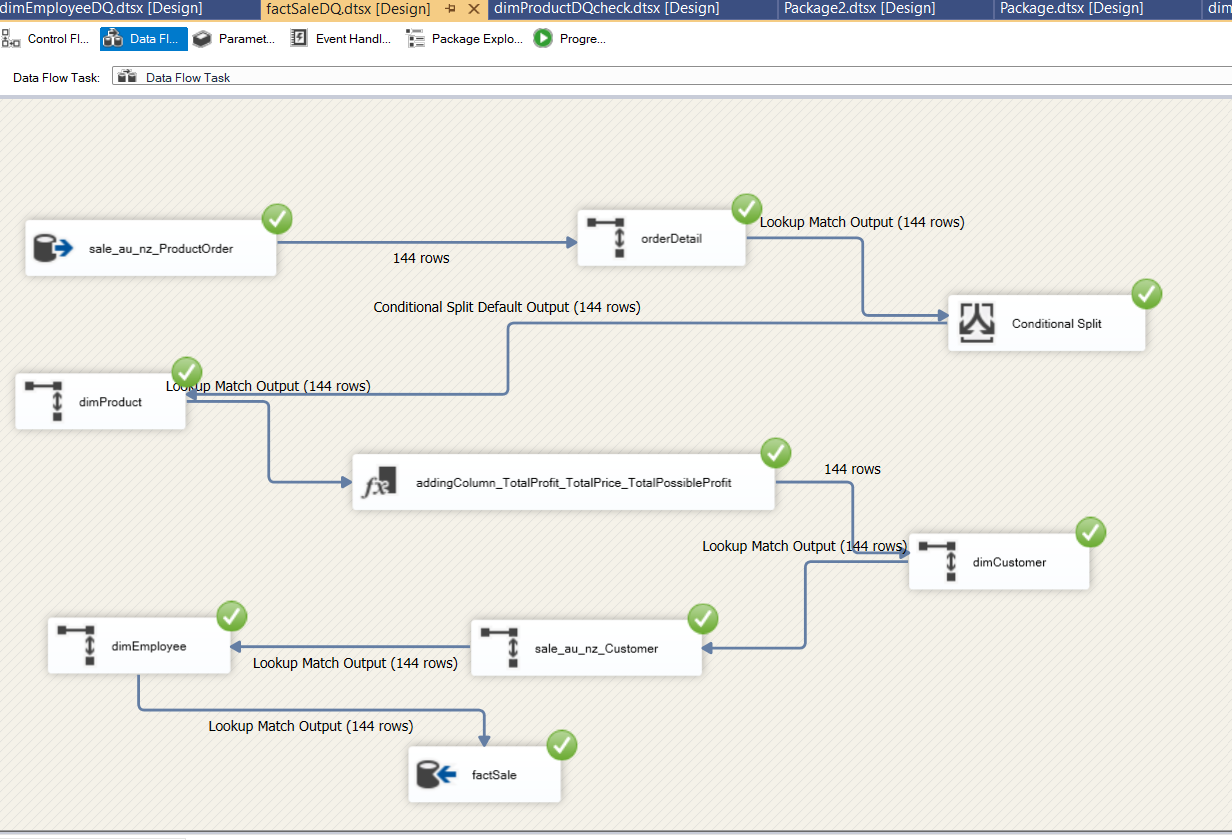 dimEmployeeDQ.dtsx [Design]
factSaleDQ.dtsx [Design]
dimProductDQcheck.dtsx [Design]
Package2.dtsx [Design]
Package.dtsx [Design]
dim
Control Fl...
Data Fl...
Paramet...
Event Handl...
Package Explo...
Progre...
Data Flow Task:
Data Flow Task
sale_au_nz_ProductOrder
144 rows
orderDetail
Lookup Match Output (144 rows)
Conditional Split Default Output (144 rows)
Conditional Split
Lookup Match Output (144 rows)
dimProduct
fx
addingColumn_TotalProfit_TotalPrice_TotalPossibleProfit
144 rows
Lookup Match Output (144 rows)
dimCustomer
dimEmployee
sale_au_nz_Customer
Lookup Match Output (144 rows)
Lookup Match Output (144 rows)
factSale